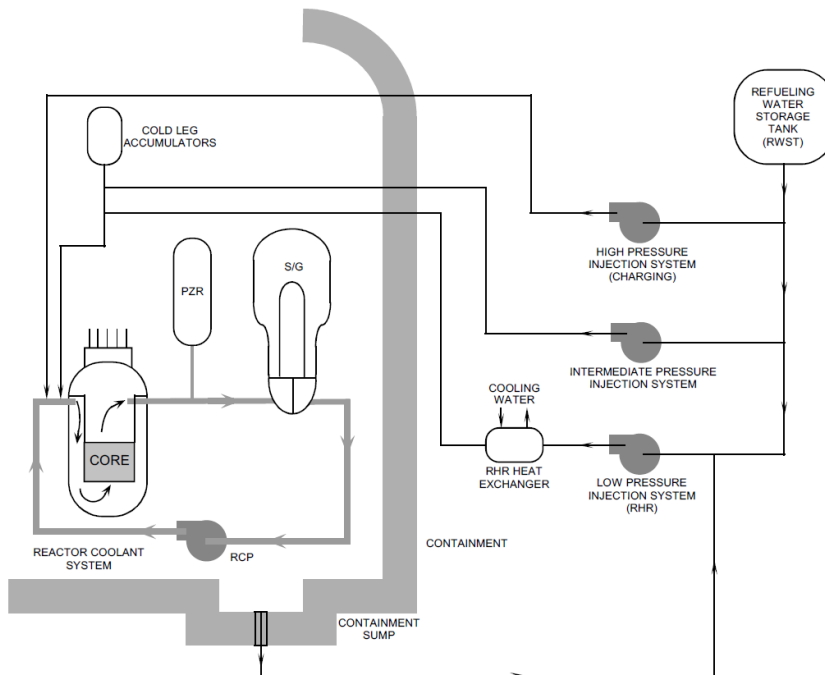 REFUELING
WATER
STORAGE
TANK
(RWST)
COLD LEG
ACCUMULATORS
HIGH PRESSURE
INJECTION SYSTEM
(CHARGING)
S/G
PZR
INTERMEDIATE PRESSURE
INJECTION SYSTEM
COOLING
WATER
CORE
RHR HEAT
EXCHANGER
LOW PRESSURE
INJECTION SYSTEM
(RHR)
REACTOR COOLANT
SYSTEM
RCP
CONTAINMENT
CONTAINMENT
SUMP